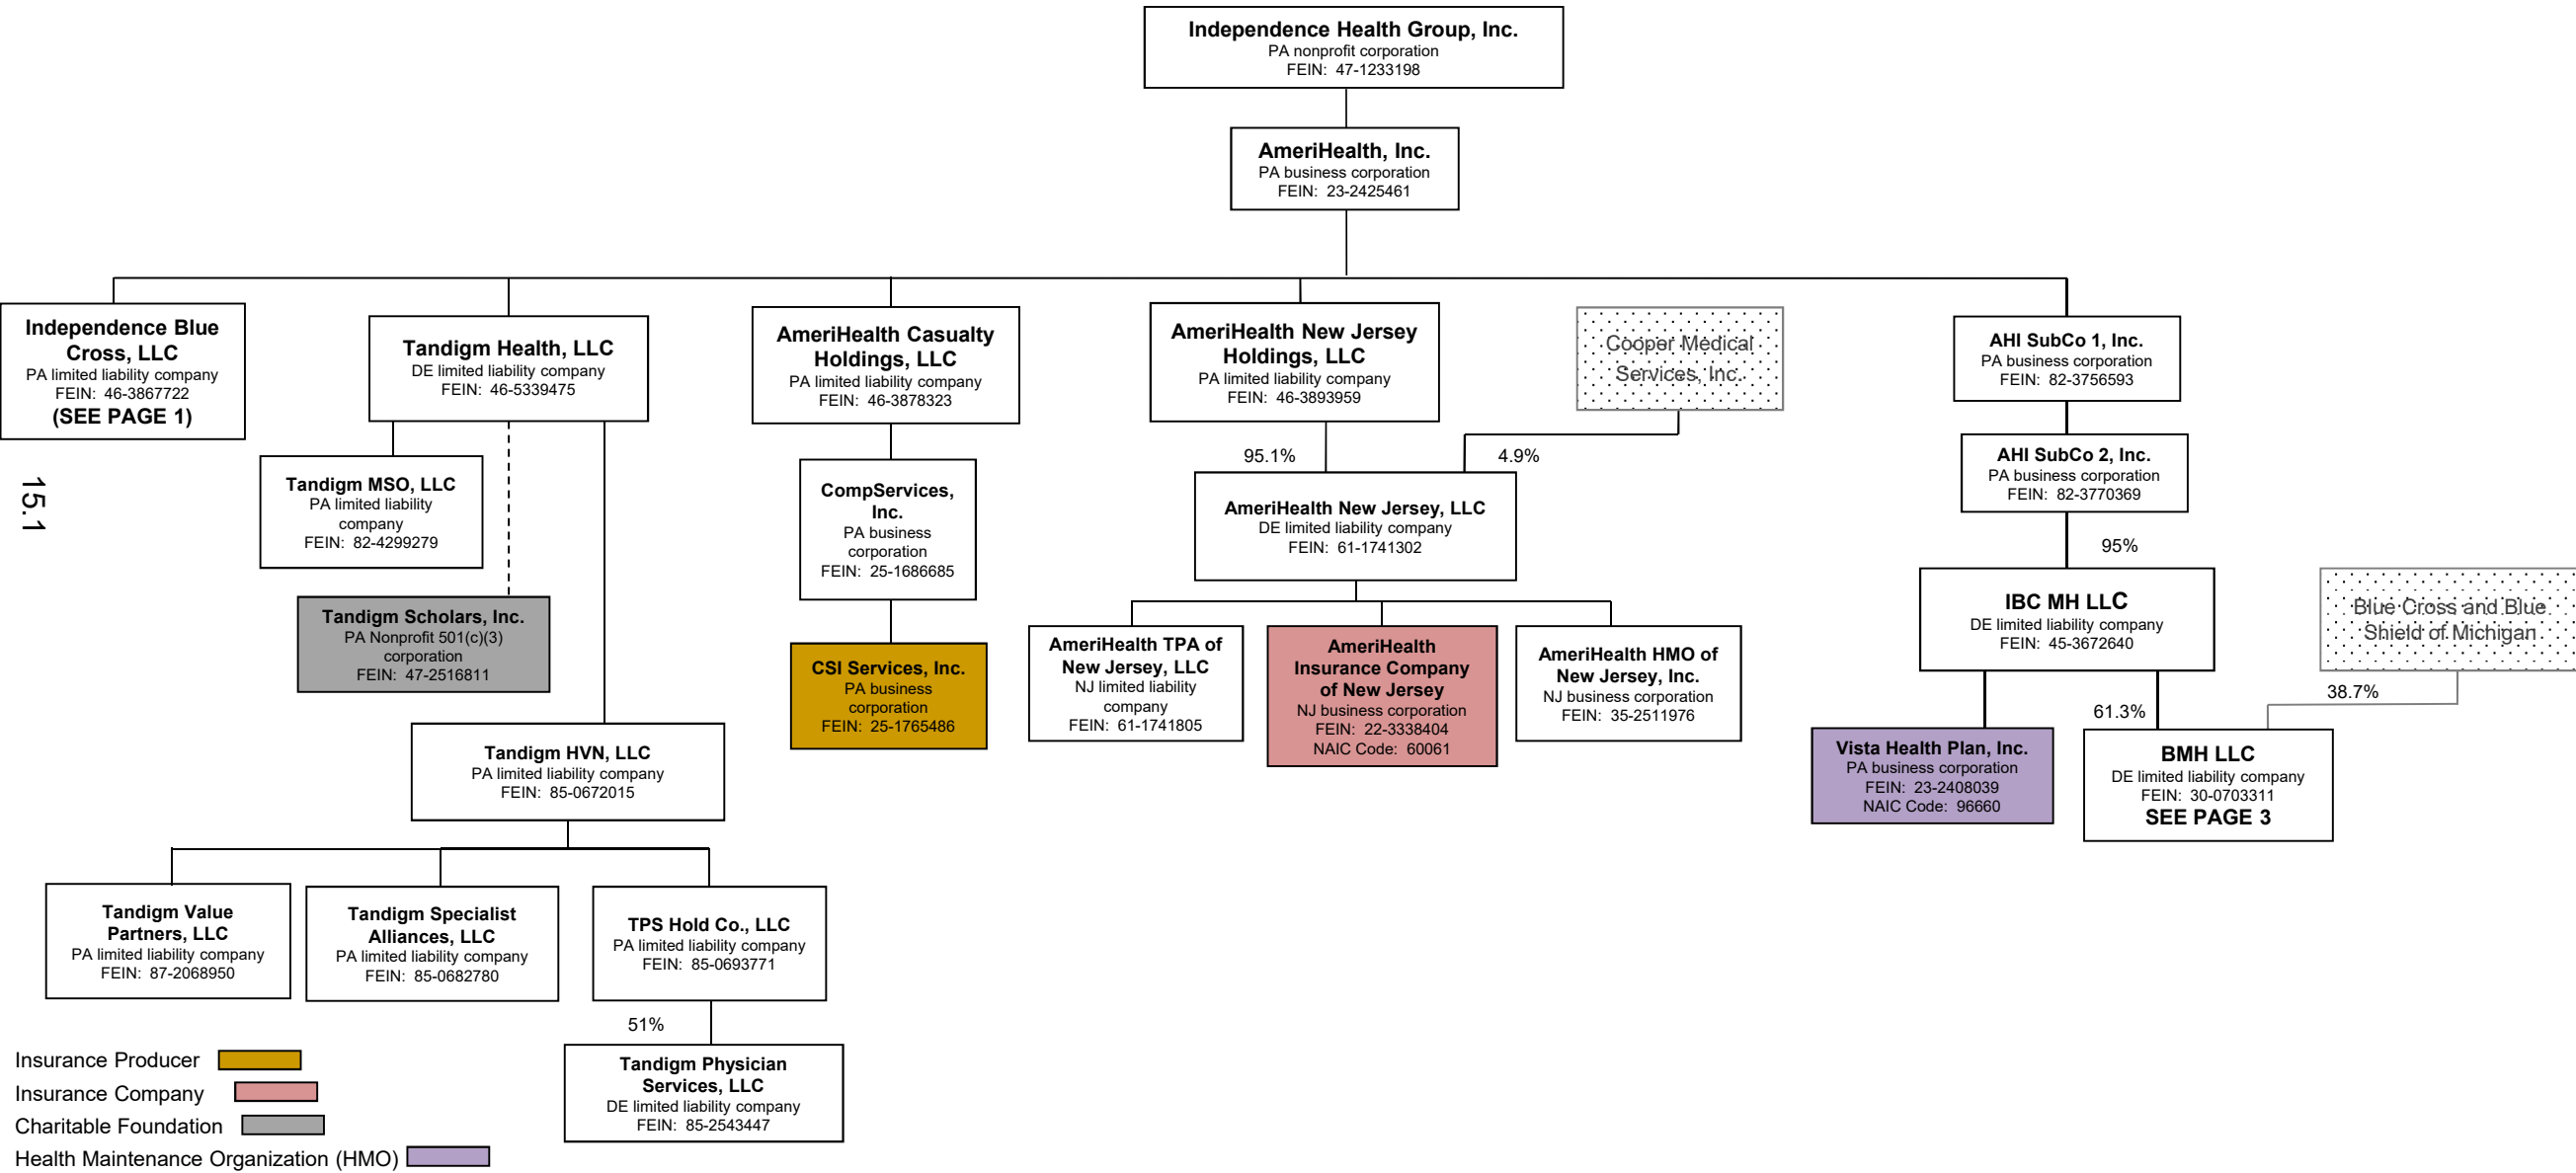 Independence Health Group, Inc.
PA nonprofit corporation
FEIN: 47-1233198
AmeriHealth, Inc.
PA business corporation
FEIN: 23-2425461
Independence Blue
Cross, LLC
PA limited liability company
FEIN: 46-3867722
(SEE PAGE 1)
Tandigm Health, LLC
DE limited liability company
FEIN: 46-5339475
AmeriHealth Casualty
Holdings, LLC
PA limited liability company
FEIN: 46-3878323
AmeriHealth New Jersey
Holdings, LLC
PA limited liability company
FEIN: 46-3893959
Cooper Medical
Services, Inc.
AHI SubCo 1, Inc.
PA business corporation
FEIN: 82-3756593
95.1%
4.9%
AHI SubCo 2, Inc.
PA business corporation
FEIN: 82-3770369
15.1
Tandigm MSO, LLC
PA limited liability
company
FEIN: 82-4299279
CompServices,
Inc.
PA business
corporation
FEIN: 25-1686685
AmeriHealth New Jersey, LLC
DE limited liability company
FEIN: 61-1741302
95%
Tandigm Scholars, Inc.
PA Nonprofit 501(c)(3)
corporation
FEIN: 47-2516811
CSI Services, Inc.
PA business
corporation
FEIN: 25-1765486
AmeriHealth TPA of
New Jersey, LLC
NJ limited liability
company
FEIN: 61-1741805
AmeriHealth
Insurance Company
of New Jersey
NJ business corporation
FEIN: 22-3338404
NAIC Code: 60061
AmeriHealth HMO of
New Jersey, Inc.
NJ business corporation
FEIN: 35-2511976
IBC MH LLC
DE limited liability company
FEIN: 45-3672640
Blue Cross and Blue
Shield of Michigan
38.7%
61.3%
Tandigm HVN, LLC
PA limited liability company
FEIN: 85-0672015
Vista Health Plan, Inc.
PA business corporation
FEIN: 23-2408039
NAIC Code: 96660
BMH LLC
DE limited liability company
FEIN: 30-0703311
SEE PAGE 3
Tandigm Value
Partners, LLC
PA limited liability company
FEIN: 87-2068950
Tandigm Specialist
Alliances, LLC
PA limited liability company
FEIN: 85-0682780
TPS Hold Co., LLC
PA limited liability company
FEIN: 85-0693771
51%
Tandigm Physician
Services, LLC
DE limited liability company
FEIN: 85-2543447
Insurance Producer
Insurance Company
Charitable Foundation
Health Maintenance Organization (HMO)